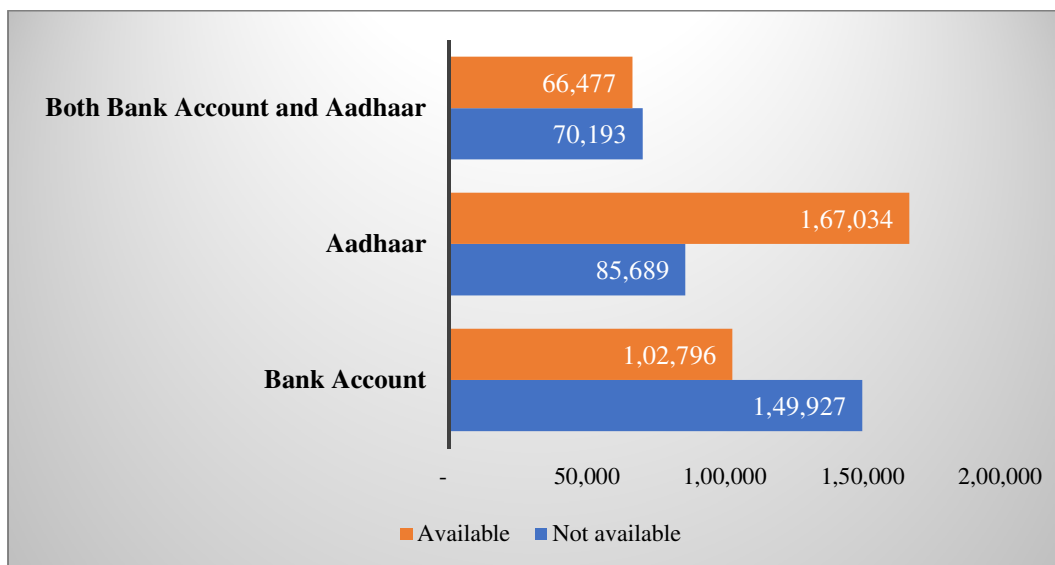 Both Bank Account and Aadhaar
66,477
70,193
Aadhaar
1,67,034
85,689
Bank Account
1,02,796
1,49,927
- 50,000 1,00,000 1,50,000 2,00,000
Available Not available